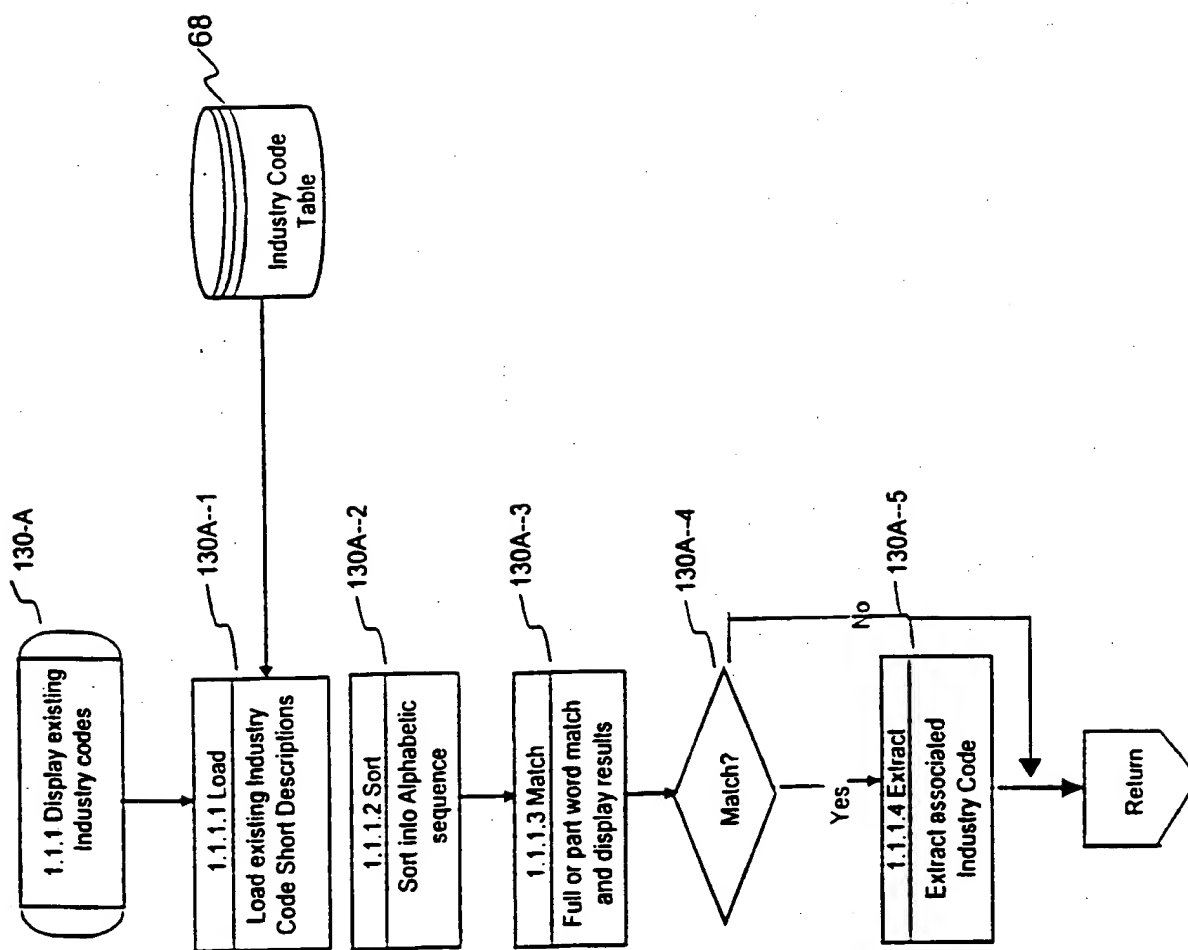 130-A
1.1.1 Display existing
Industry codes
68
Industry Code
Table
130A--1
1.1.1.1 Load
Load existing Industry
Code Short Descriptions
130A--2
1.1.1.2 Sort
Sort into Alphabetic
sequence
130A--3
1.1.1.3 Match
Full or part word match
and display results
130A--4
Match?
No
Yes
130A--5
1.1.1.4 Extract
Extract associated
Industry Code
Return